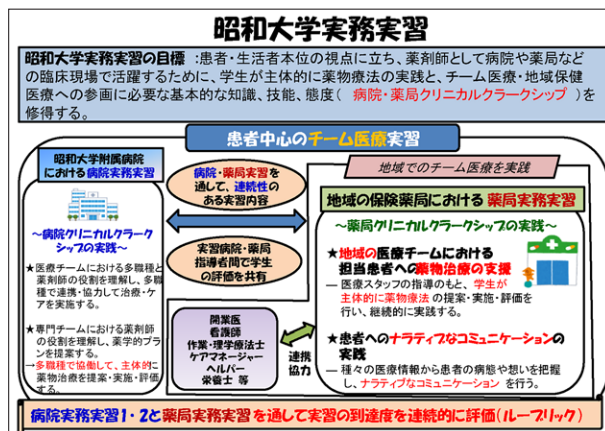 昭和大学実務実習
昭和大学実務実習の目標 :患者・生活者本位の視点に立ち、薬剤師として病院や薬局など
の臨床現場で活躍するために、学生が主体的に薬物療法の実践と、チーム医療・地域保健
医療への参画に必要な基本的な知識、技能、態度( 病院・薬局クリニカルクラークシップ )を
修得する。
患者中心のチーム医療実習
昭和大学附属病院
における病院実務実習
～病院クリニカルクラーク
シップの実践～
★医療チームにおける多職種と
薬剤師の役割を理解し、多職
種で連携・協力して治療・ケ
アを実施する。
★専門チームにおける薬剤師
の役割を理解し、薬学的プラ
ンを提案する。
→多職種で協働して、主体的に
薬物治療を提案・実施・評価
する。
病院・薬局実習を
通して、連続性の
ある実習内容
実習病院・薬局
指導者間で学生
の評価を共有
開業医
看護師
作業・理学療法士
ケアマネージャー
ヘルパー
栄養士 等
連携
協力
地域でのチーム医療を実践
地域の保険薬局における 薬局実務実習
～薬局クリニカルクラークシップの実践～
★地域の医療チームにおける
担当患者への薬物治療の支援
― 医療スタッフの指導のもと、学生が
主体的に薬物療法 の提案・実施・評価を
行い、継続的に実践する。
★患者へのナラティブなコミュニケーション
の実践
― 種々の医療情報から患者の病態や想いを把握
し、ナラティブなコミュニケーション を行う。
病院実務実習1・2と薬局実務実習を通して実習の到達度を連続的に評価(ルーブリック)